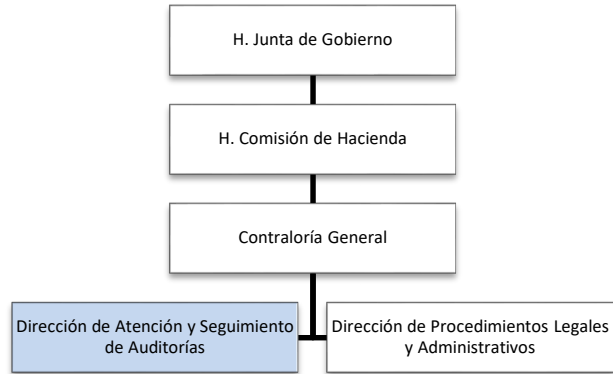 H. Junta de Gobierno
H. Comisión de Hacienda
Contraloría General
Dirección de Atención y Seguimiento
de Auditorías
Dirección de Procedimientos Legales
y Administrativos